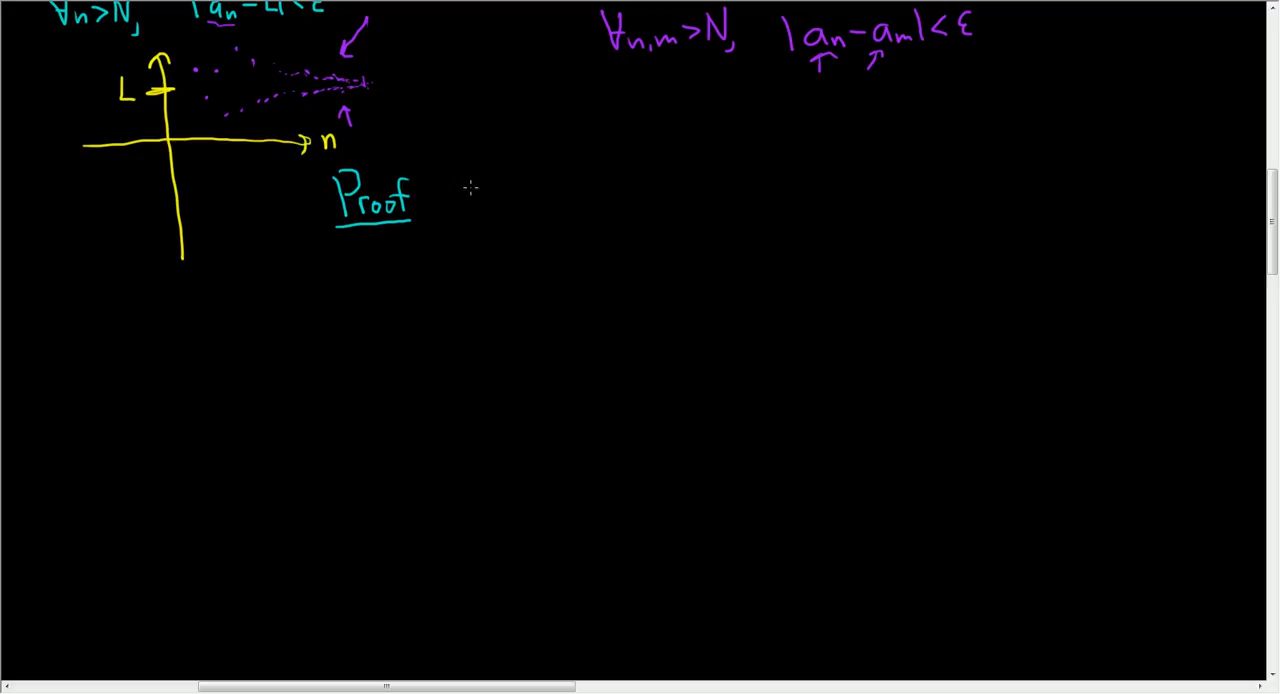 ∀n>N, |aₙ-L|<ε
∀n,m>N, |aₙ-aₘ|<ε
L
n
Proof